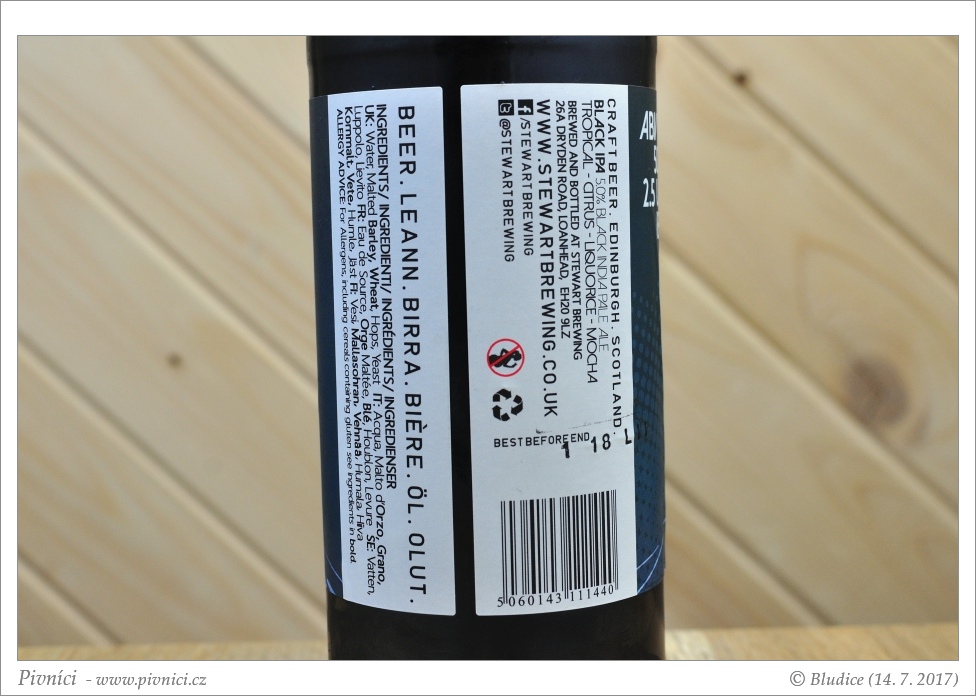 BEER. LEANN. BIRRA. BIÈRE. ÖL. OLUT.
INGREDIENTS/ INGREDIENTI/ INGRÉDIENTS/ INGREDIENSER
UK: Water, Malted Barley, Wheat, Hops, Yeast IT: Acqua, Malto d'Orzo, Grano,
Luppolo, Lievito FR: Eau de Source, Orge Maltée, Blé, Houblon, Levure SE: Vatten,
Kornmalt, Vete, Humle, Jäst FI: Vesi, Mallasohran, Vehnää, Humala, Hiiva
ALLERGY ADVICE: For Allergens, including cereals containing gluten see ingredients in bold.
CRAFT BEER. EDINBURGH. SCOTLAND.
BLACK IPA 5.0% BLACK INDIA PALE ALE
TROPICAL - CITRUS - LIQUORICE - MOCHA
BREWED AND BOTTLED AT STEWART BREWING
26A DRYDEN ROAD, LOANHEAD, EH20 9LZ
WWW.STEWARTBREWING.CO.UK
/STEWARTBREWING
@STEWARTBREWING
BEST BEFORE END
1 18 L
5 060143 111440
2.5
Pivníci - www.pivnici.cz
© Bludice (14. 7. 2017)